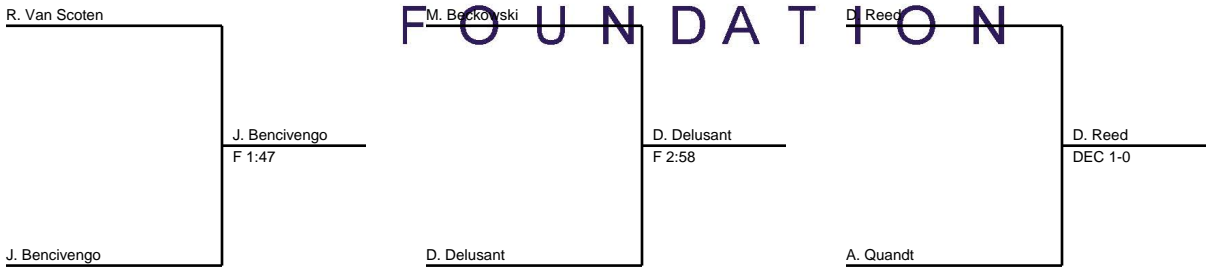 R. Van Scoten
J. Bencivengo
F 1:47
J. Bencivengo
FOUNDATION
M. Beckowski
D. Delusant
F 2:58
D. Delusant
D. Reed
D. Reed
DEC 1-0
A. Quandt